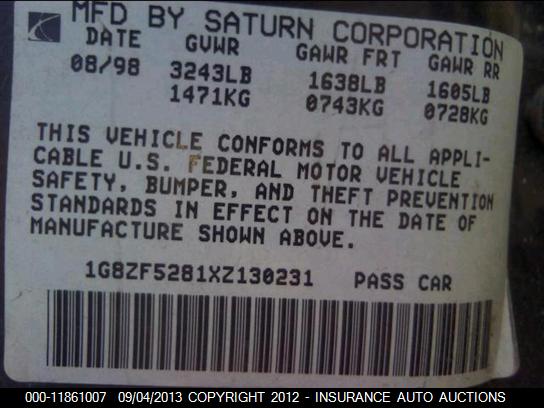 MFD BY SATURN CORPORATION
DATE GVWR GAWR FRT GAWR RR
08/98 3243LB 1638LB 1605LB
1471KG 0743KG 0728KG
THIS VEHICLE CONFORMS TO ALL APPLI-
CABLE U.S. FEDERAL MOTOR VEHICLE
SAFETY, BUMPER, AND THEFT PREVENTION
STANDARDS IN EFFECT ON THE DATE OF
MANUFACTURE SHOWN ABOVE.
1G8ZF5281XZ130231 PASS CAR
000-11861007 09/04/2013 COPYRIGHT 2012 - INSURANCE AUTO AUCTIONS